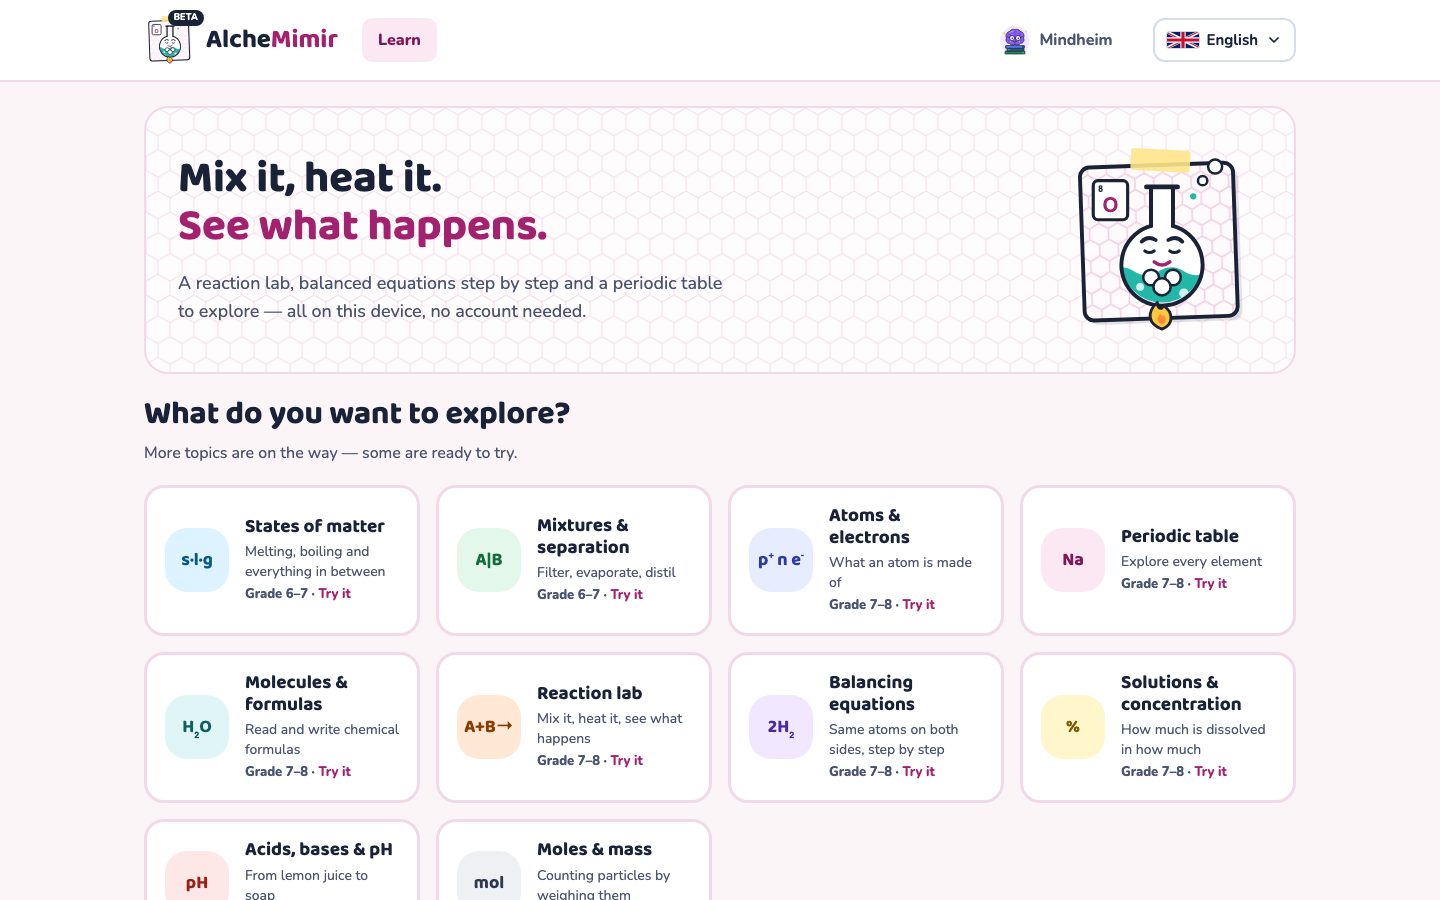 BETA
AlcheMimir
Learn
Mindheim
English
Mix it, heat it.
See what happens.
A reaction lab, balanced equations step by step and a periodic table
to explore — all on this device, no account needed.
8
O
What do you want to explore?
More topics are on the way — some are ready to try.
s·l·g
States of matter
Melting, boiling and
everything in between
Grade 6–7 · Try it
A|B
Mixtures &
separation
Filter, evaporate, distil
Grade 6–7 · Try it
p⁺ n e⁻
Atoms &
electrons
What an atom is made
of
Grade 7–8 · Try it
Na
Periodic table
Explore every element
Grade 7–8 · Try it
H₂O
Molecules &
formulas
Read and write chemical
formulas
Grade 7–8 · Try it
A+B→
Reaction lab
Mix it, heat it, see what
happens
Grade 7–8 · Try it
2H₂
Balancing
equations
Same atoms on both
sides, step by step
Grade 7–8 · Try it
%
Solutions &
concentration
How much is dissolved
in how much
Grade 7–8 · Try it
pH
Acids, bases & pH
From lemon juice to
soap
mol
Moles & mass
Counting particles by
weighing them